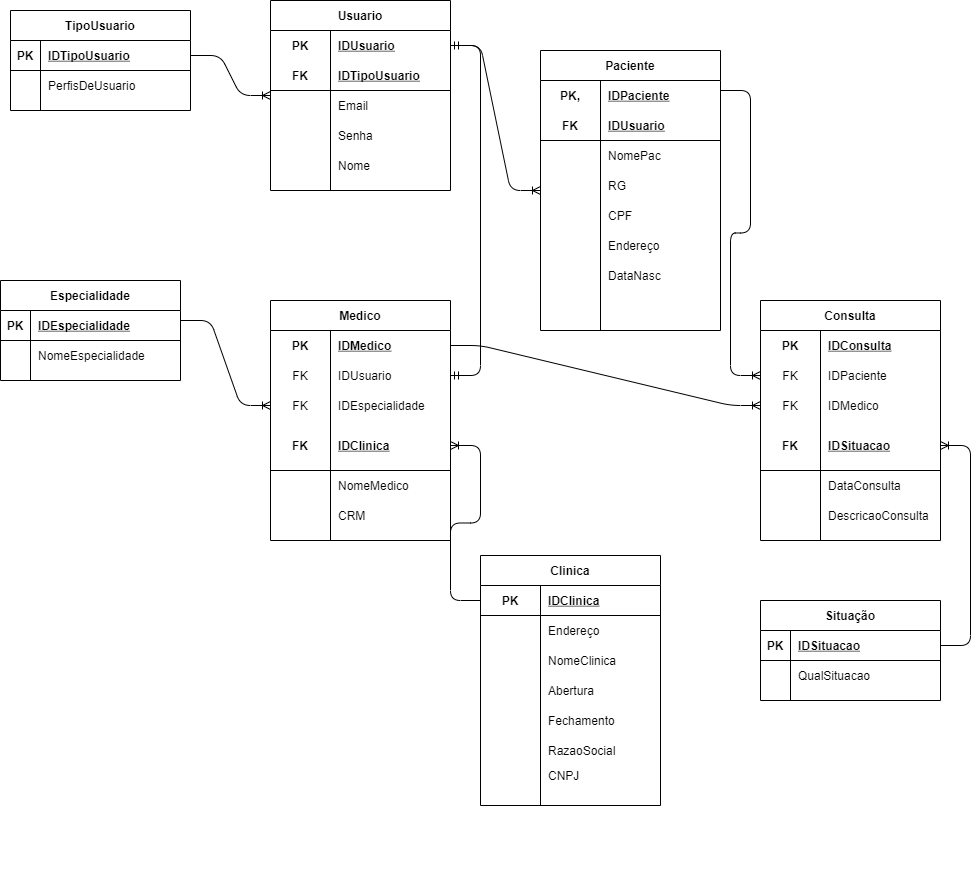 TipoUsuario
PK IDTipoUsuario
PerfisDeUsuario
Usuario
PK IDUsuario
FK IDTipoUsuario
Email
Senha
Nome
Paciente
PK, IDPaciente
FK IDUsuario
NomePac
RG
CPF
Endereço
DataNasc
Especialidade
PK IDEspecialidade
NomeEspecialidade
Medico
PK IDMedico
FK IDUsuario
FK IDEspecialidade
FK IDClinica
NomeMedico
CRM
Consulta
PK IDConsulta
FK IDPaciente
FK IDMedico
FK IDSituacao
DataConsulta
DescricaoConsulta
Clinica
PK IDClinica
Endereço
NomeClinica
Abertura
Fechamento
RazaoSocial
CNPJ
Situação
PK IDSituacao
QualSituacao